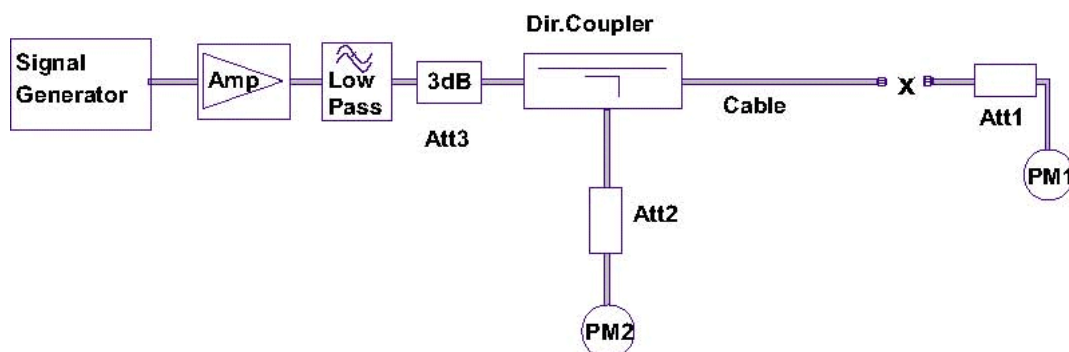 Dir.Coupler
Signal
Generator
Amp
Low
Pass
3dB
Att3
Cable
X
Att1
PM1
Att2
PM2